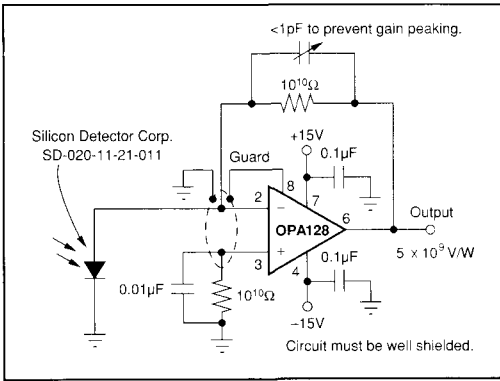 <1pF to prevent gain peaking.
10¹⁰Ω
Silicon Detector Corp.
SD-020-11-21-011
+15V
0.1µF
Guard
8
7
2
−
OPA128
6
Output
5 x 10⁹ V/W
+
3
4
0.1µF
0.01µF
10¹⁰Ω
−15V
Circuit must be well shielded.